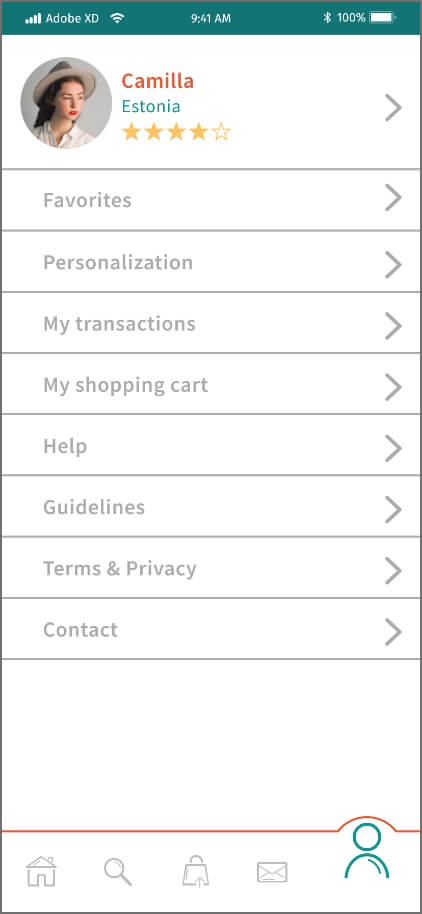 Adobe XD 9:41 AM 100%
Camilla
Estonia
Favorites
Personalization
My transactions
My shopping cart
Help
Guidelines
Terms & Privacy
Contact